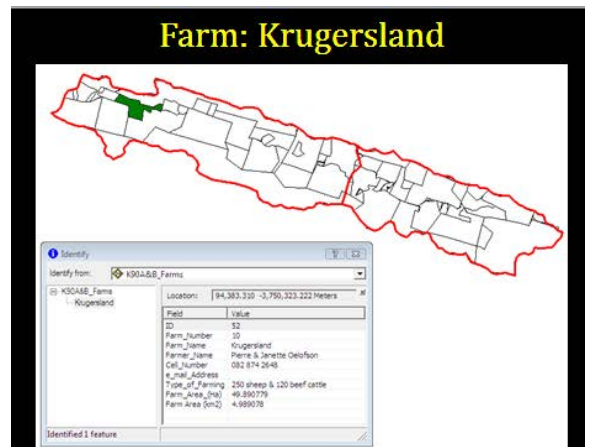 Farm: Krugersland
Identify
Identify from: K90A&B_Farms
K90A&B_Farms
Krugersland
Location: 94,383.310 -3,750,323.222 Meters
Field Value
ID 52
Farm_Number 10
Farm_Name Krugersland
Farmer_Name Pierre & Janette Oelofson
Cell_Number 082 874 2648
e_mail_Address
Type_of_Farming 250 sheep & 120 beef cattle
Farm_Area_(Ha) 49.890779
Farm Area (km2) 4.989078
Identified 1 feature